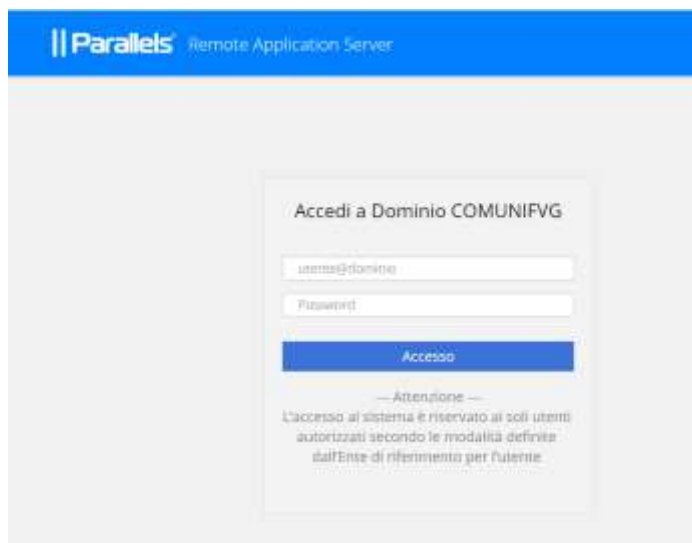 Parallels® Remote Application Server
Accedi a Dominio COMUNIFVG
utente@dominio
Password
Accesso
--- Attenzione ---
L'accesso al sistema è riservato ai soli utenti
autorizzati secondo le modalità definite
dall'Ente di riferimento per l'utente